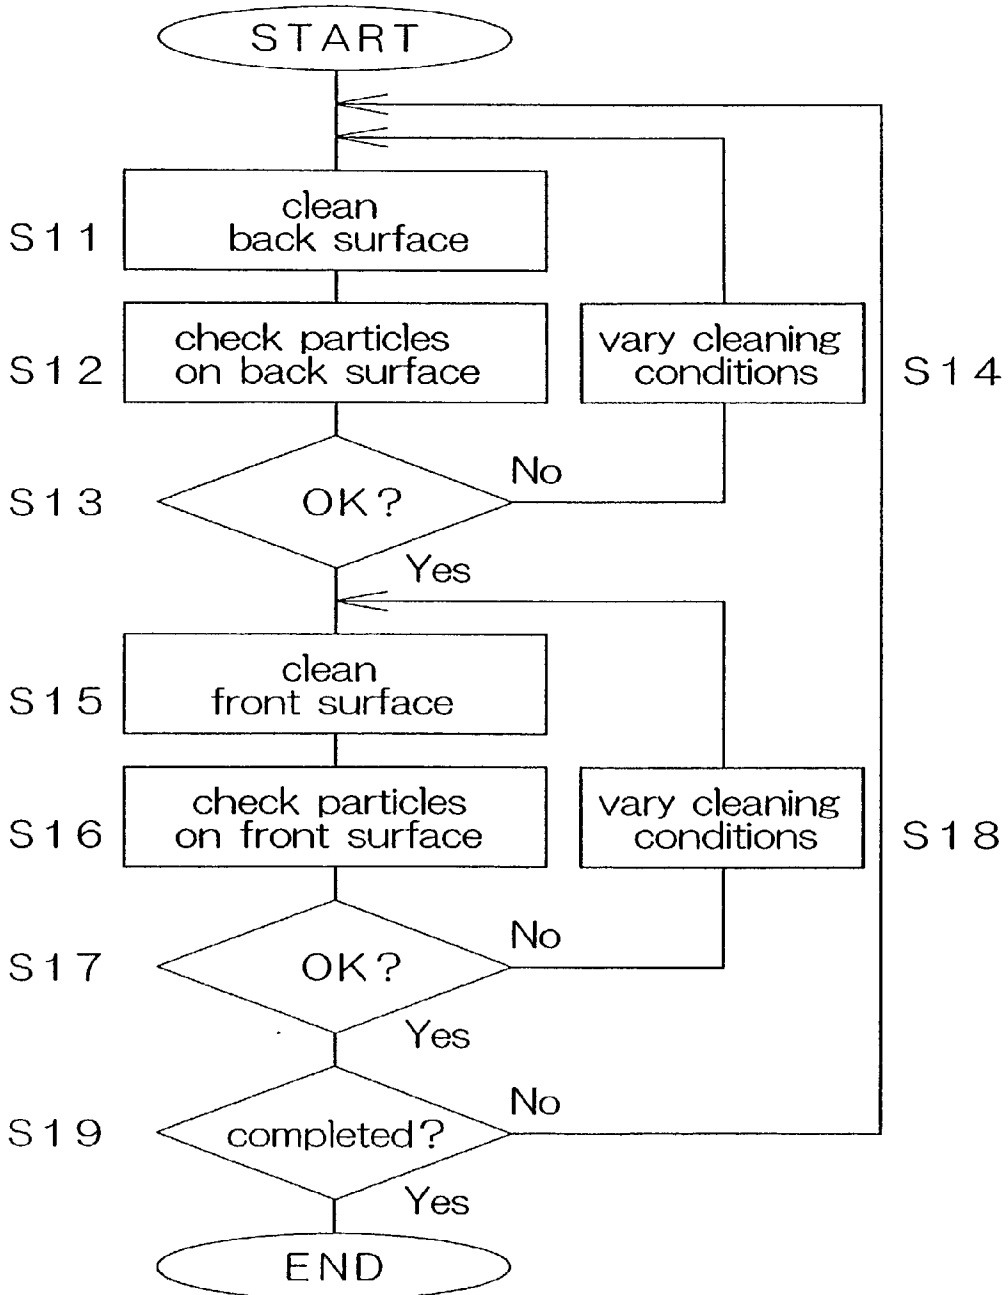 START
clean
back surface
S11
check particles
on back surface
S12
vary cleaning
conditions
S14
OK?
S13
No
Yes
clean
front surface
S15
check particles
on front surface
S16
vary cleaning
conditions
S18
OK?
S17
No
Yes
completed?
S19
No
Yes
END